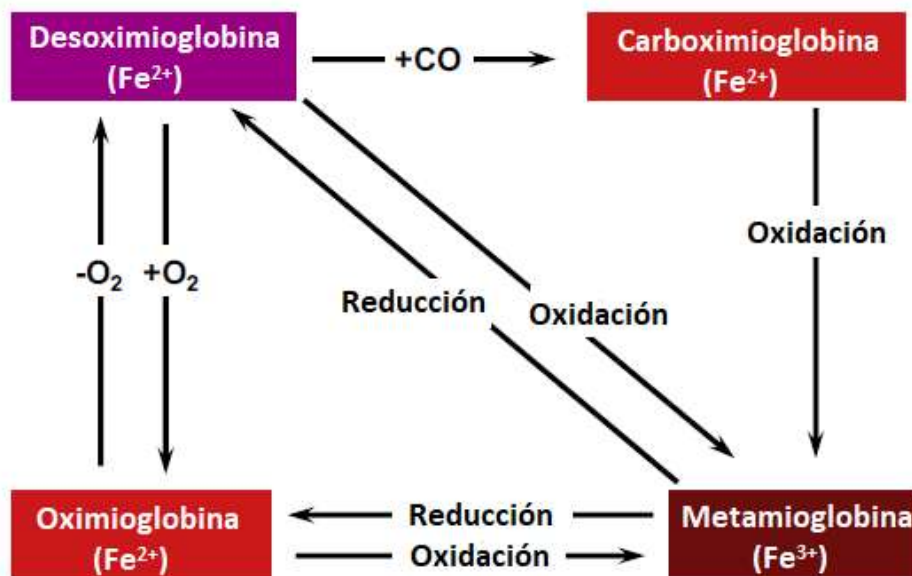 Desoximioglobina
(Fe²⁺)
+CO
Carboximioglobina
(Fe²⁺)
-O₂
+O₂
Oxidación
Reducción
Oxidación
Oximioglobina
(Fe²⁺)
Reducción
Oxidación
Metamioglobina
(Fe³⁺)